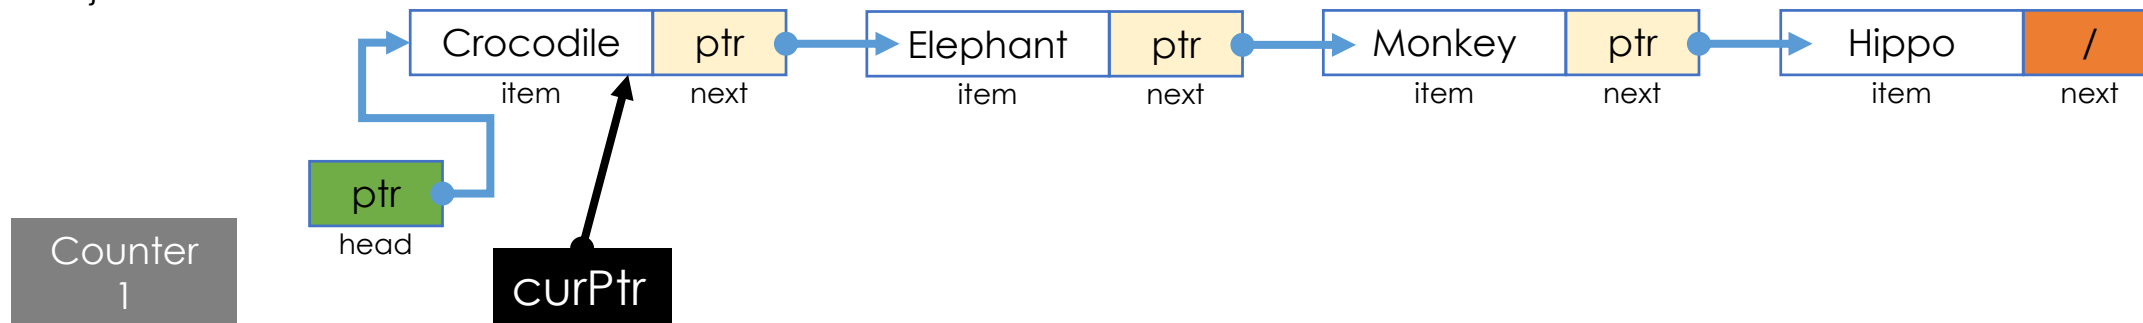 Crocodile ptr Elephant ptr Monkey ptr Hippo /
item next item next item next item next
ptr
head
Counter
1
curPtr